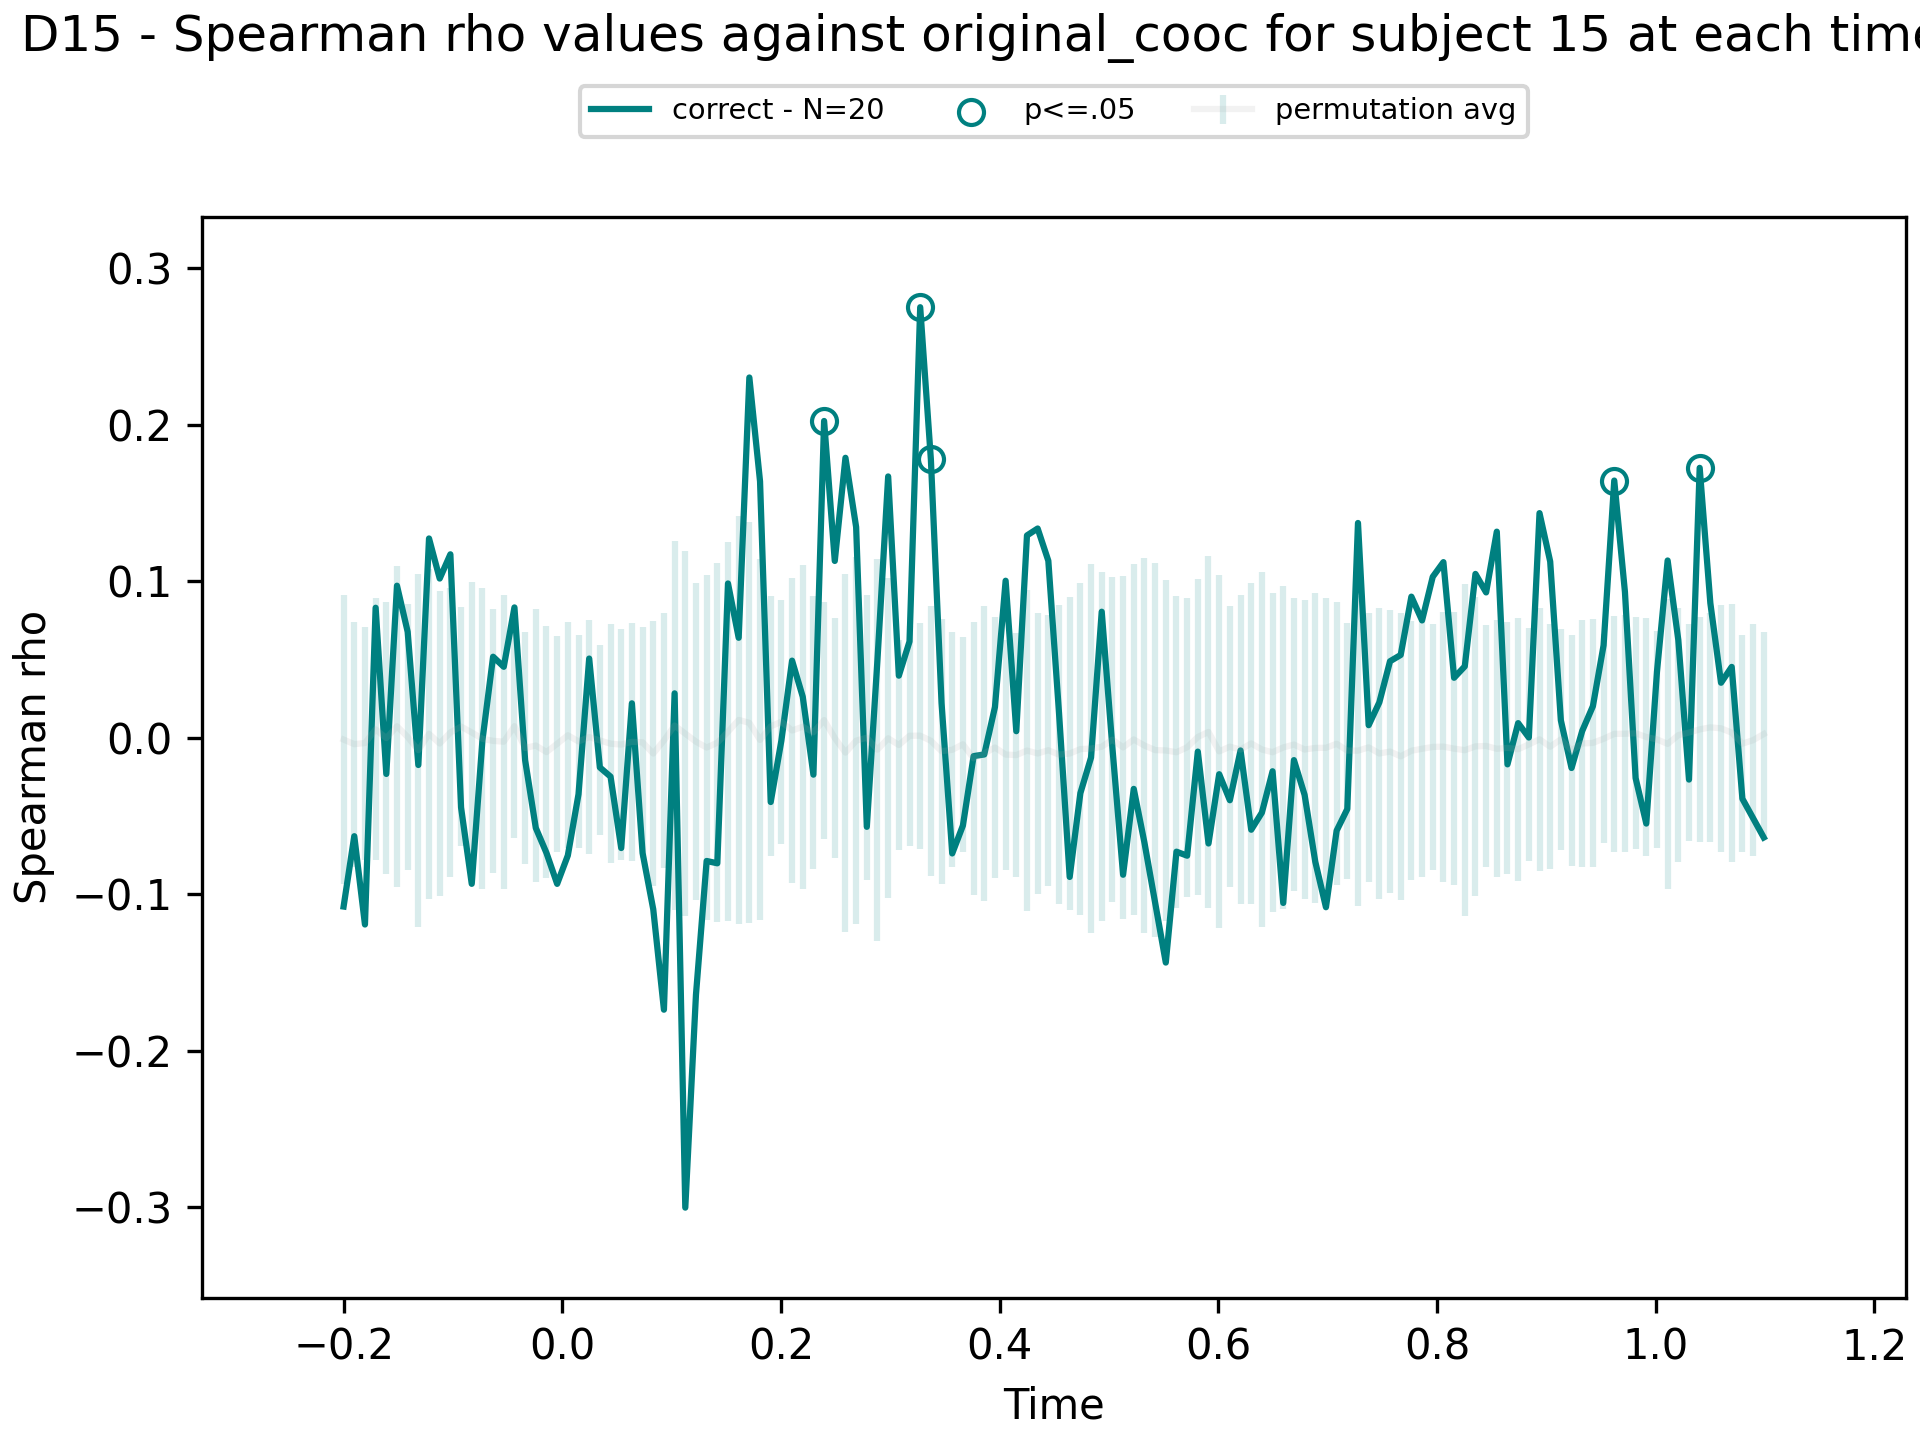 D15 - Spearman rho values against original_cooc for subject 15 at each time
correct - N=20
p<=.05
permutation avg
0.3
0.2
0.1
0.0
−0.1
−0.2
−0.3
Spearman rho
−0.2
0.0
0.2
0.4
0.6
0.8
1.0
1.2
Time